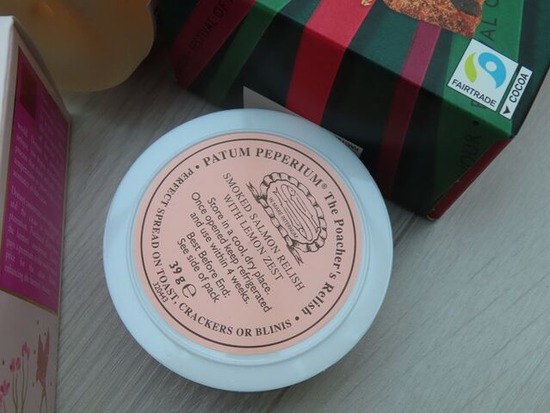 PATUM PEPERIUM® The Poacher's Relish •
PERFECT SPREAD ON TOAST, CRACKERS OR BLINIS •
SMOKED SALMON RELISH
WITH LEMON ZEST
Store in a cool, dry place.
Once opened keep refrigerated
and use within 4 weeks.
Best Before End:
See side of pack
39 g e
120443
FAIRTRADE
COCOA